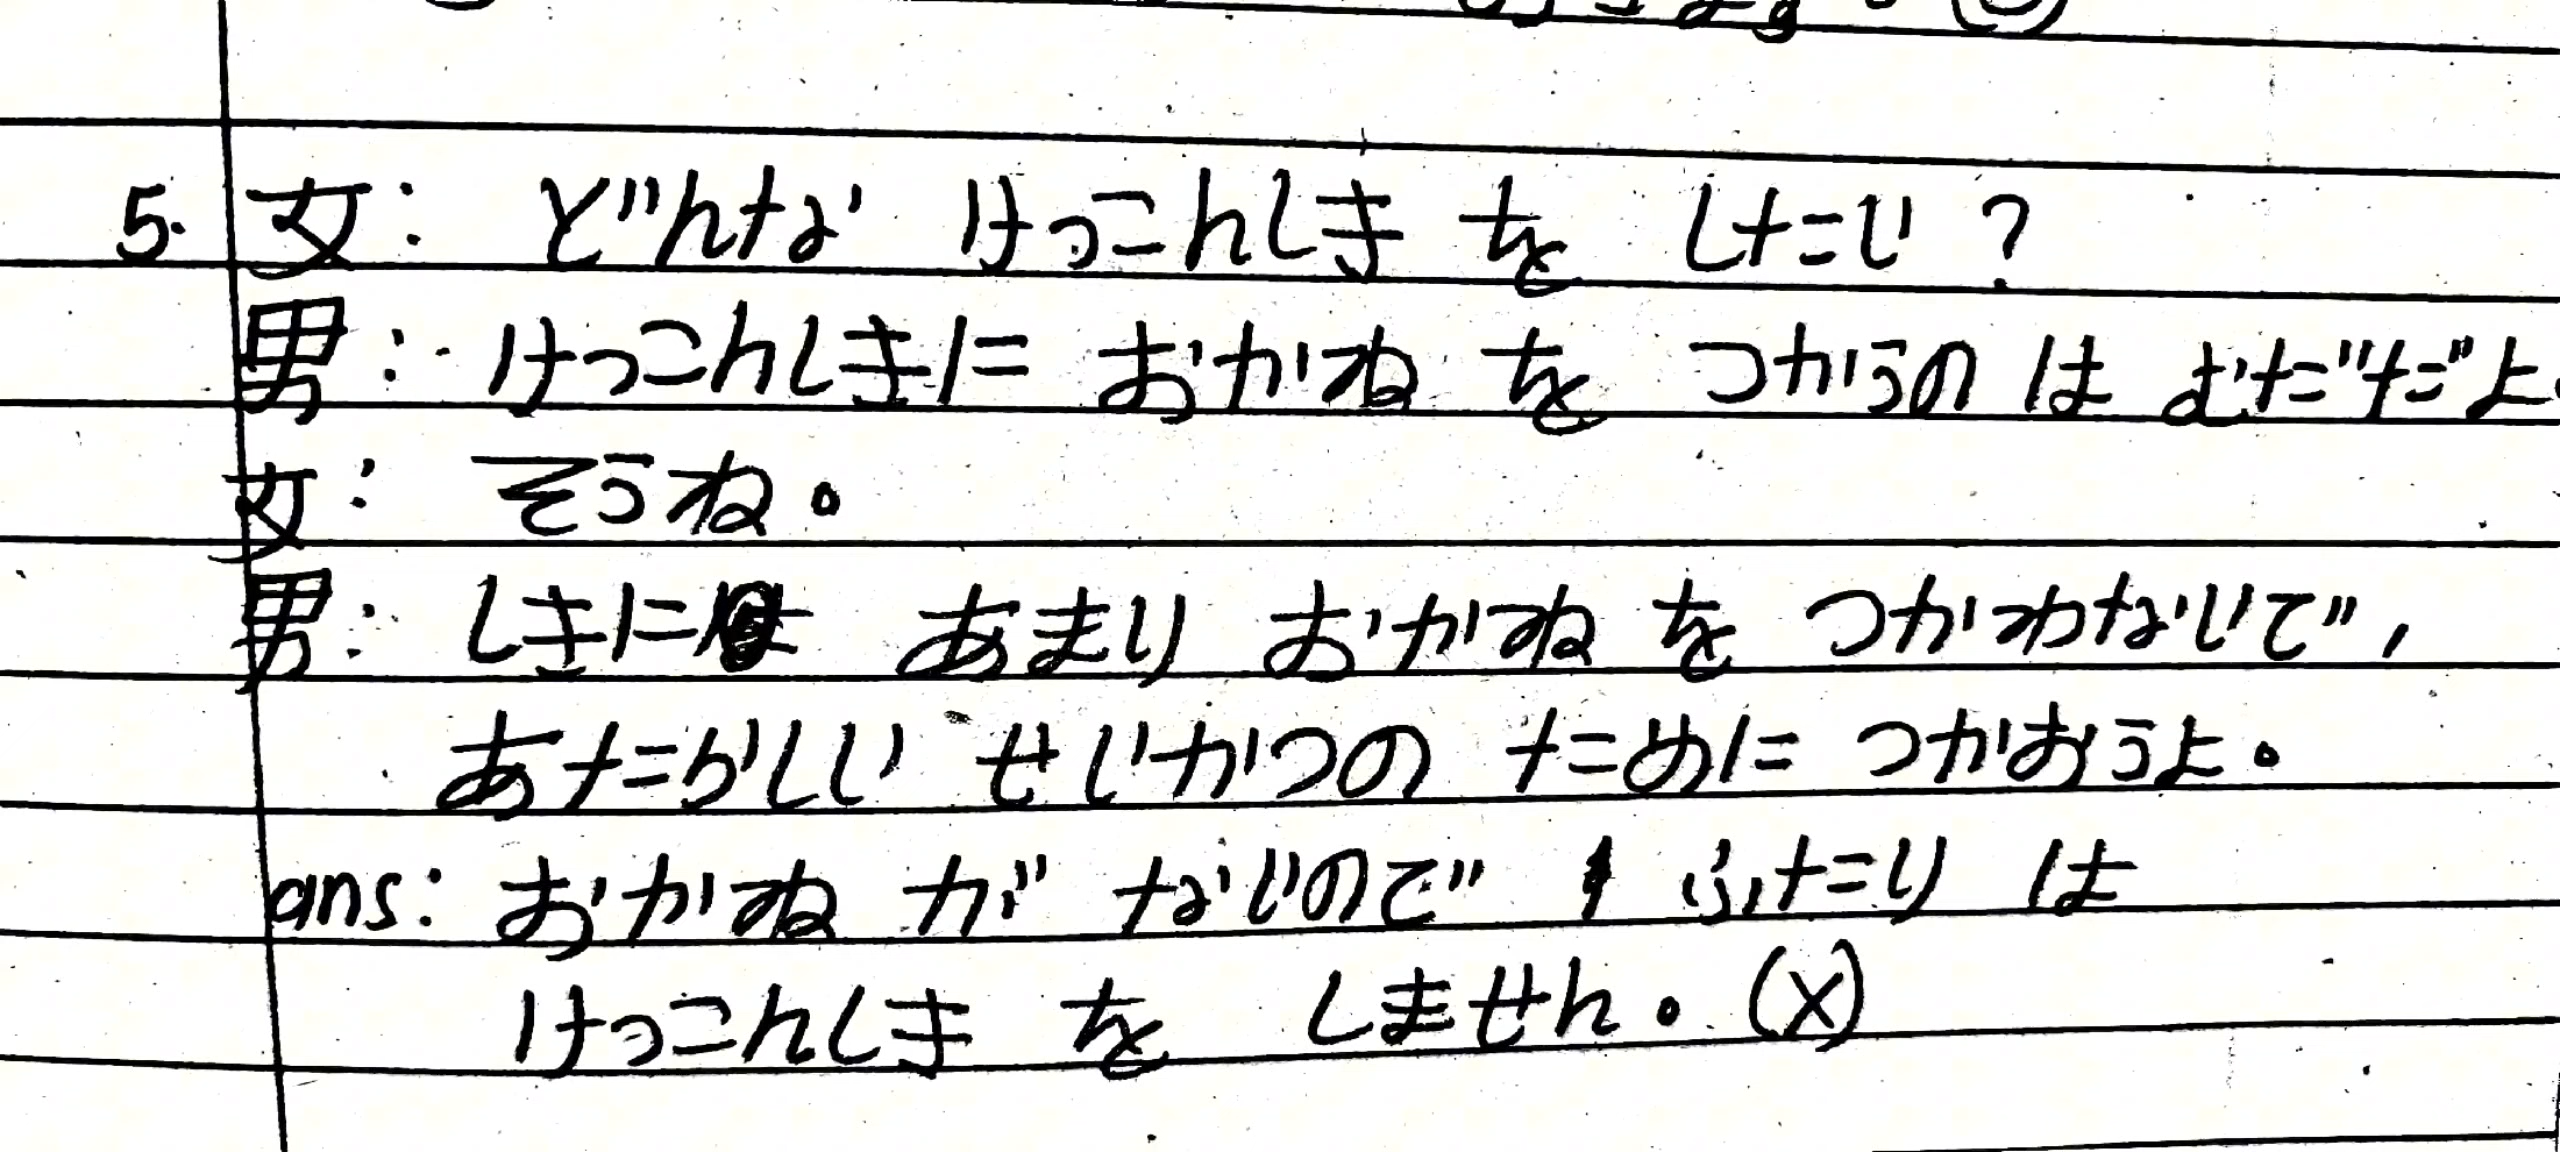 5. 女： どんな けっこんしき を したい？
男： けっこんしきに おかね を つかうの は むだだよ。
女： そうね。
男： しきには あまり おかね を つかわないで，
あたらしい せいかつの ために つかおうよ。
ans: おかね が ないので ふたり は
けっこんしき を しません。(X)